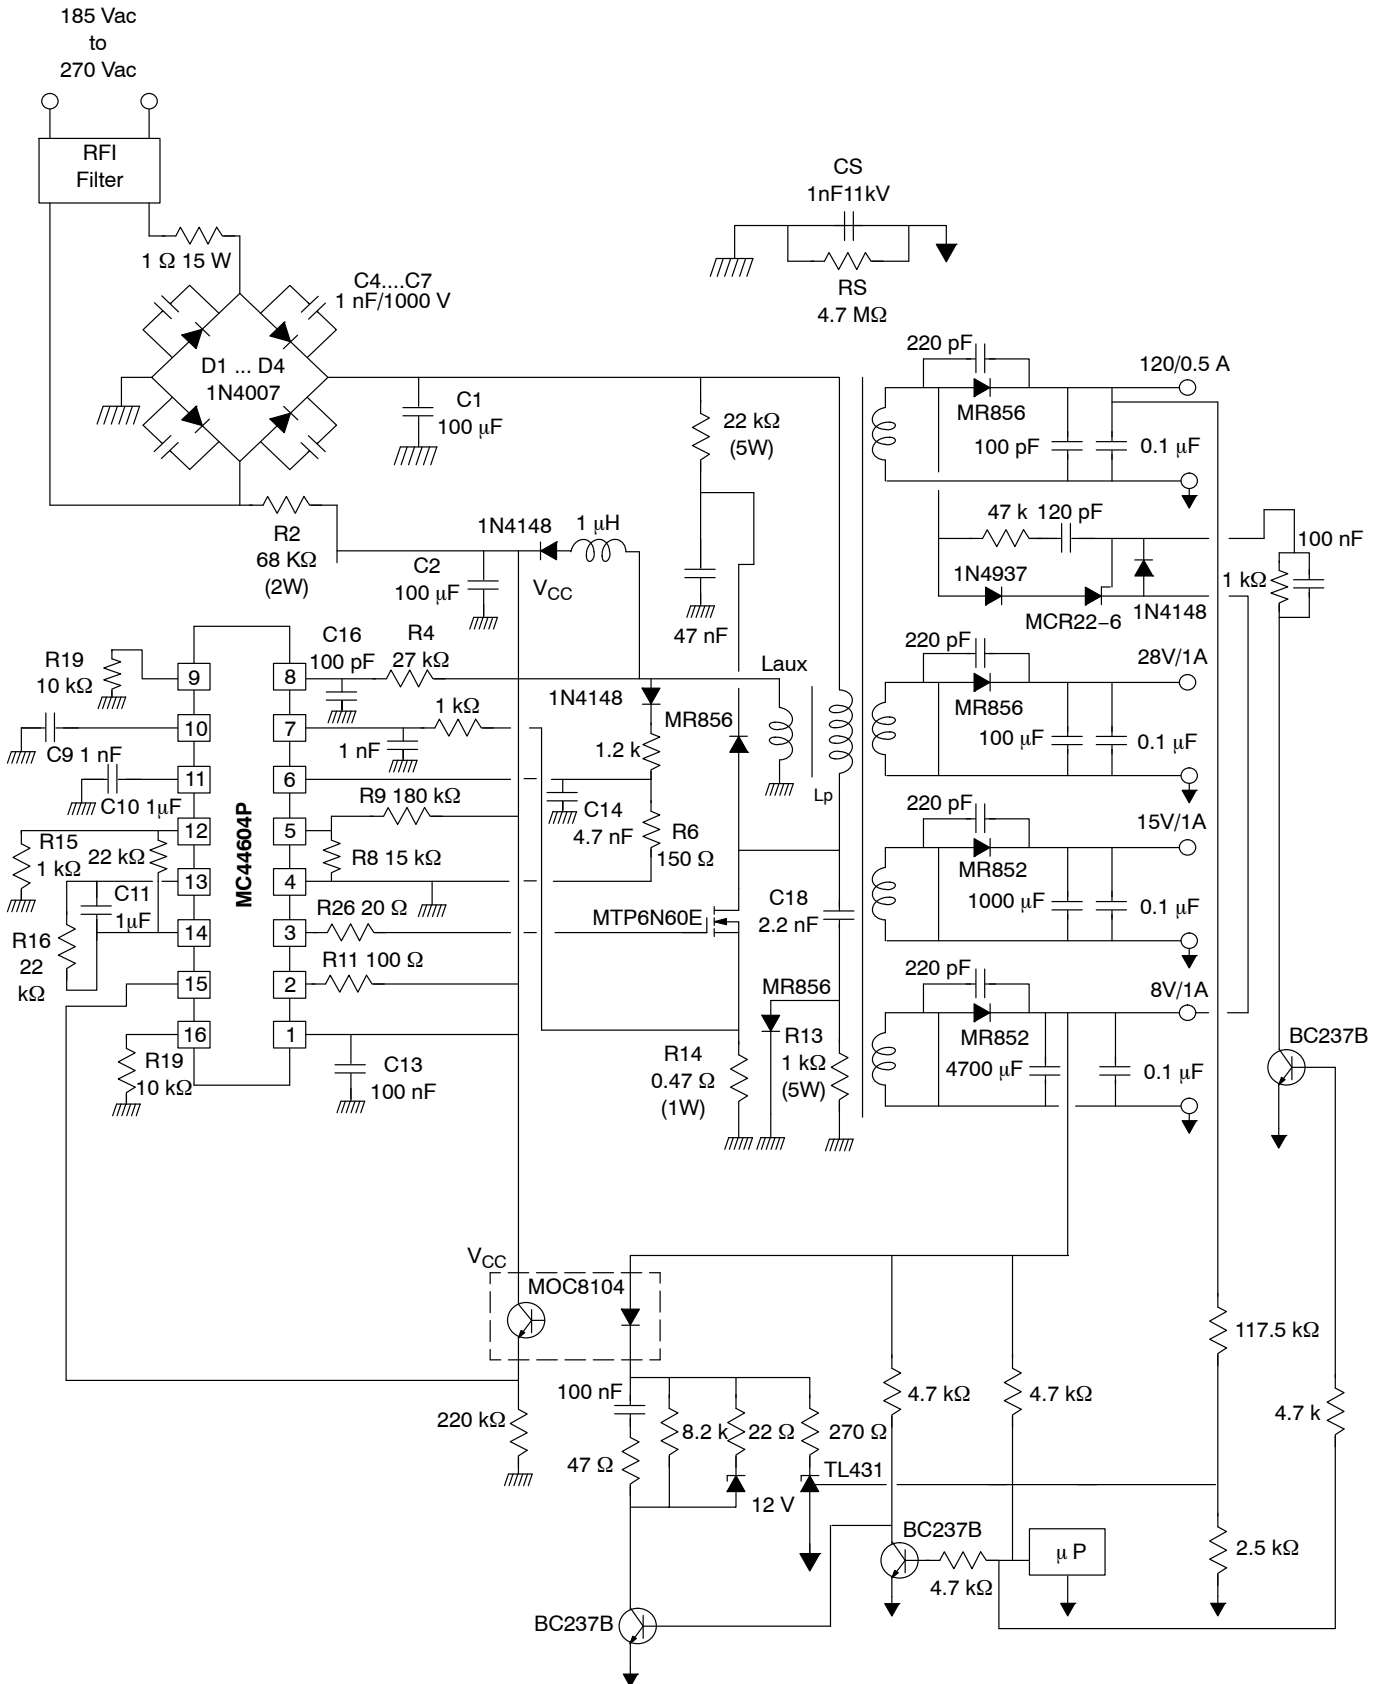 185 Vac
to
270 Vac
RFI
Filter
1 Ω 15 W
C4....C7
1 nF/1000 V
D1 ... D4
1N4007
C1
100 µF
CS
1nF11kV
RS
4.7 MΩ
22 kΩ
(5W)
220 pF
120/0.5 A
MR856
100 pF
0.1 µF
R2
68 KΩ
(2W)
1N4148
1 µH
C2
100 µF
VCC
47 nF
47 k
120 pF
1N4937
MCR22–6
1N4148
1 kΩ
100 nF
R19
10 kΩ
9
8
C16
100 pF
R4
27 kΩ
10
7
C9 1 nF
1 nF
1 kΩ
1N4148
MR856
Laux
1.2 k
11
6
C10 1µF
C14
4.7 nF
R6
150 Ω
Lp
MC44604P
R9 180 kΩ
12
5
R15
1 kΩ
22 kΩ
R8 15 kΩ
13
4
C11
1µF
14
3
R16
22
kΩ
R26 20 Ω
MTP6N60E
C18
2.2 nF
15
2
R11 100 Ω
16
1
R19
10 kΩ
C13
100 nF
MR856
R14
0.47 Ω
(1W)
R13
1 kΩ
(5W)
220 pF
28V/1A
MR856
100 µF
0.1 µF
220 pF
15V/1A
MR852
1000 µF
0.1 µF
220 pF
8V/1A
MR852
4700 µF
0.1 µF
BC237B
VCC
MOC8104
220 kΩ
100 nF
47 Ω
8.2 k
22 Ω
270 Ω
12 V
TL431
4.7 kΩ
4.7 kΩ
117.5 kΩ
4.7 k
BC237B
4.7 kΩ
µ P
2.5 kΩ
BC237B